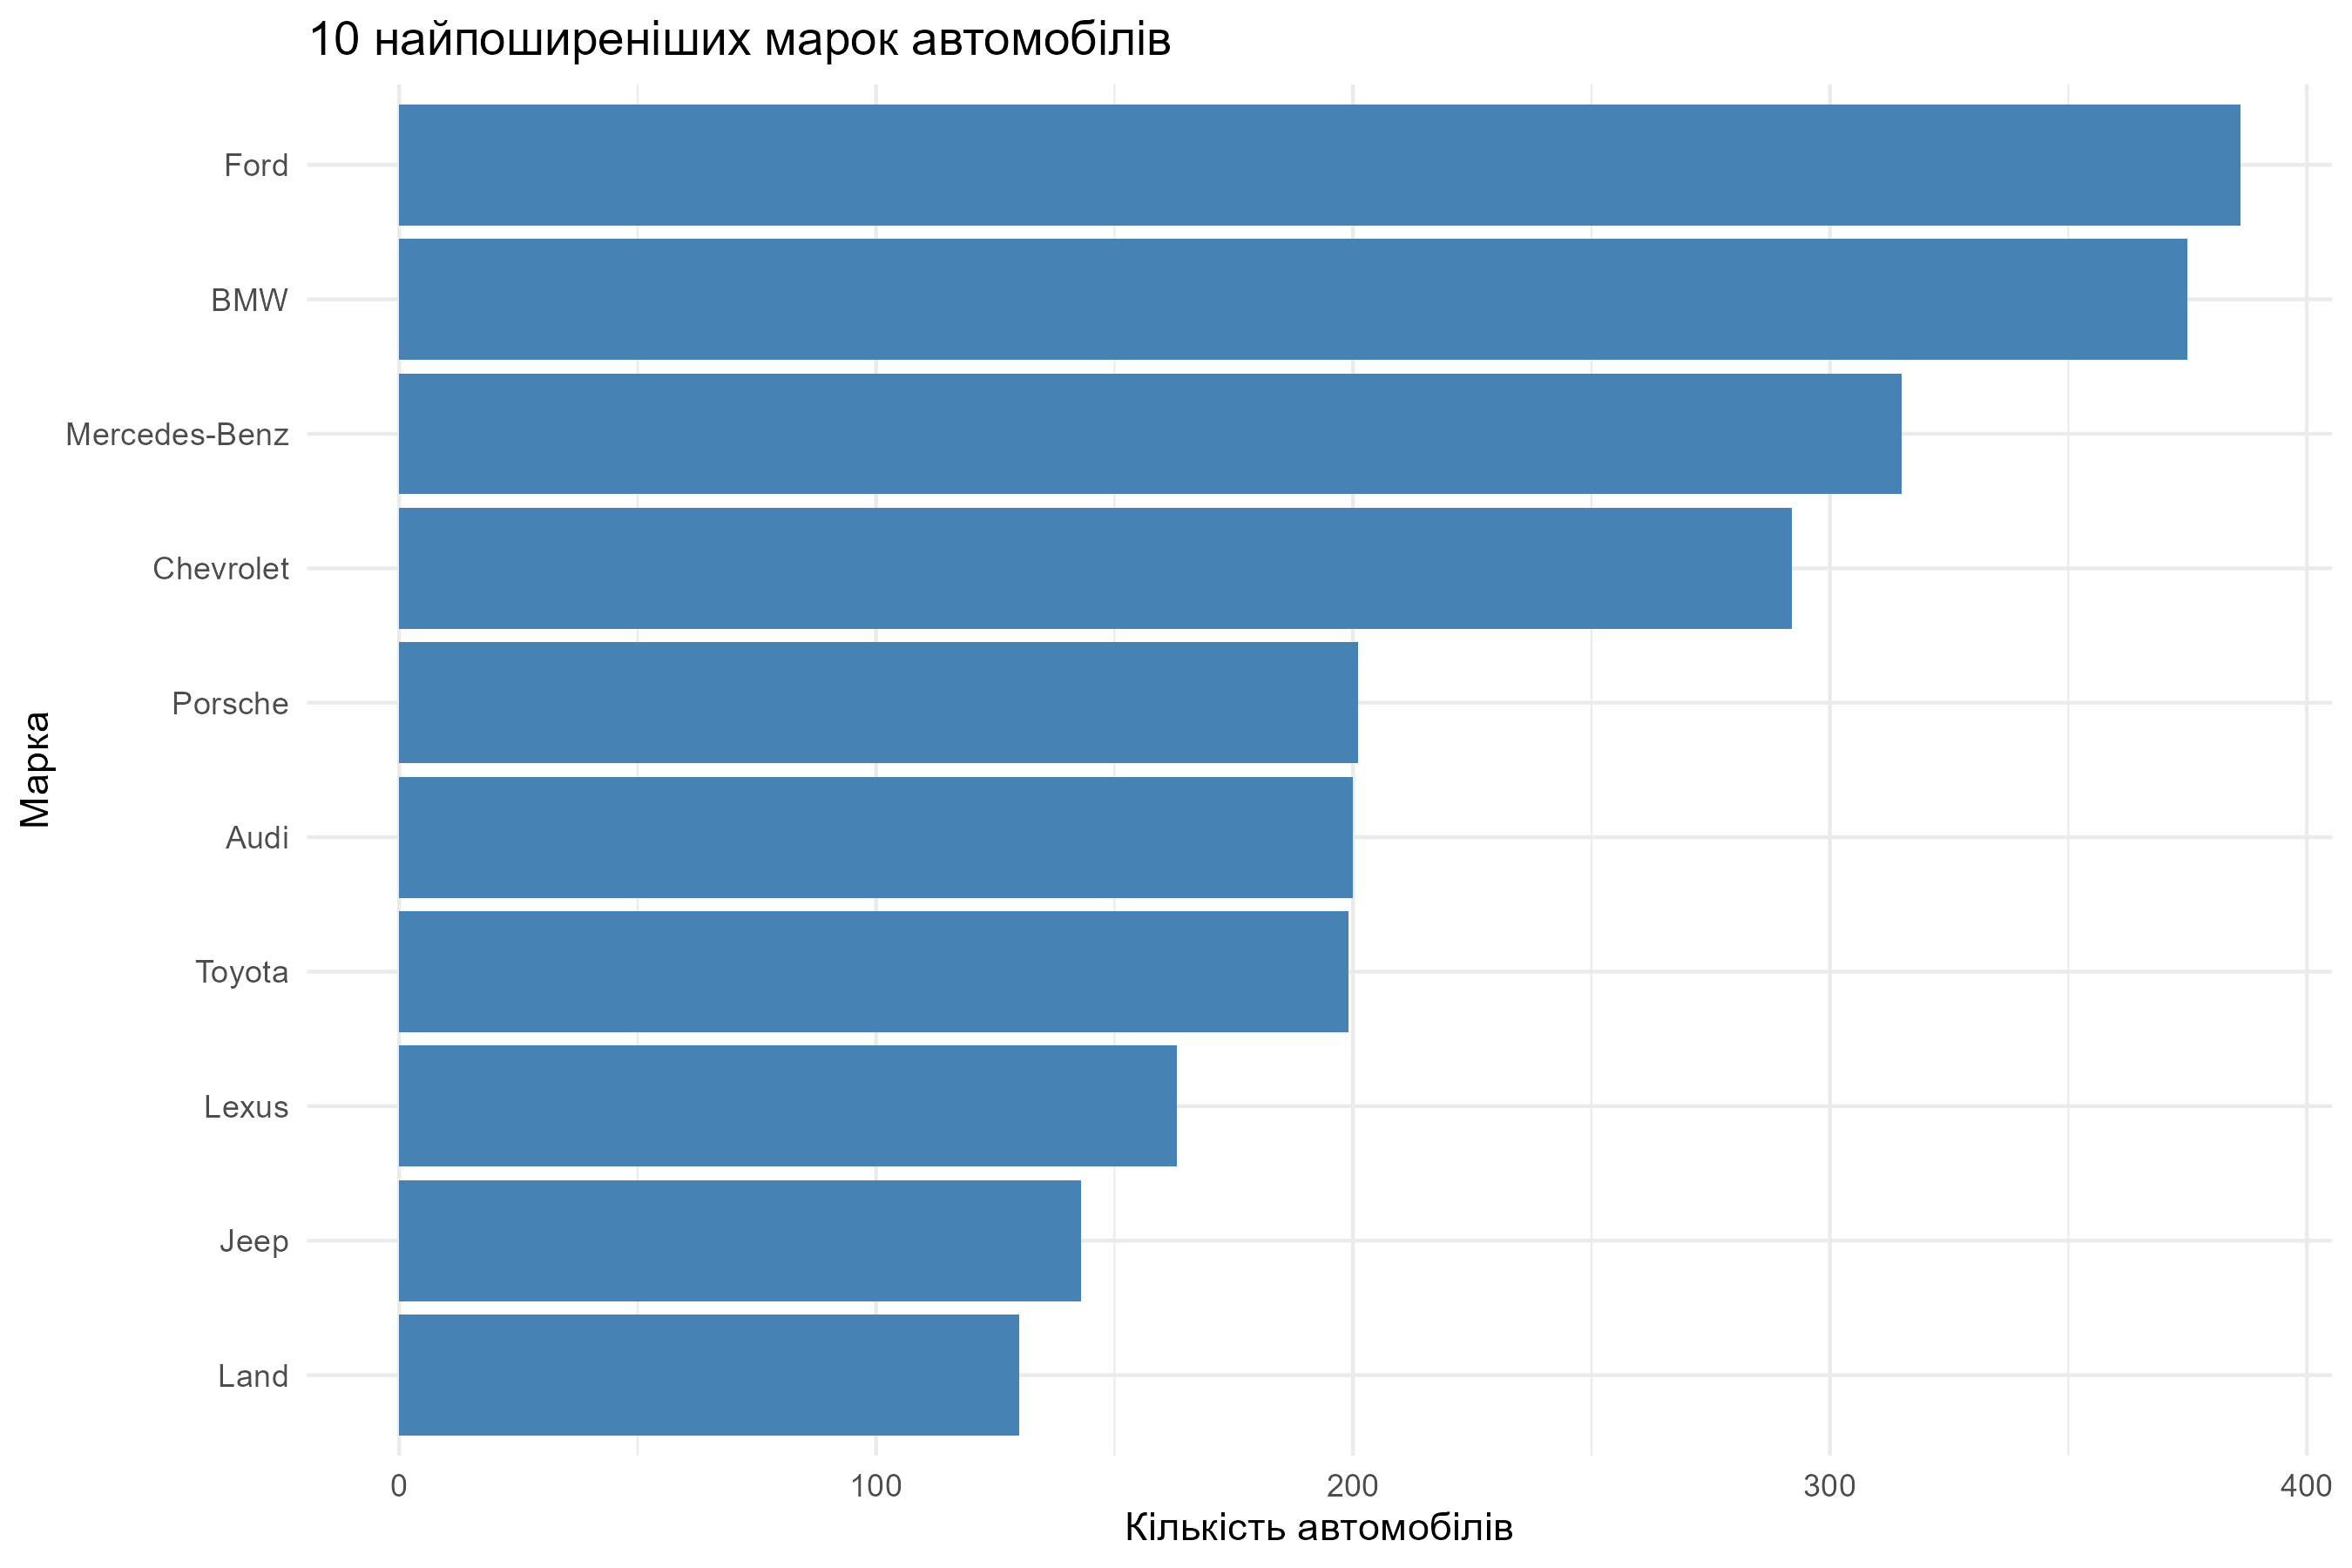 10 найпоширеніших марок автомобілів
Марка
Ford
BMW
Mercedes-Benz
Chevrolet
Porsche
Audi
Toyota
Lexus
Jeep
Land
0 100 200 300 400
Кількість автомобілів